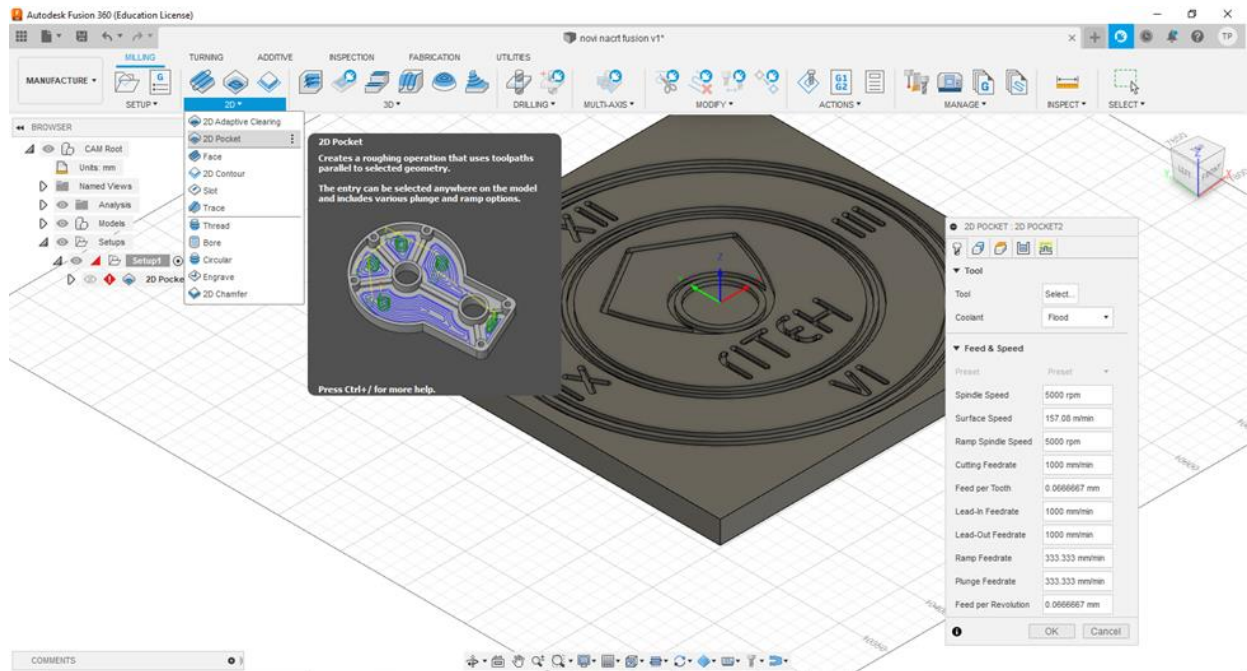 Autodesk Fusion 360 (Education License)
novi nacrt fusion v1*
TP
MILLING TURNING ADDITIVE INSPECTION FABRICATION UTILITIES
MANUFACTURE
G
G1
G2
G
SETUP 2D 3D DRILLING MULTI-AXIS MODIFY ACTIONS MANAGE INSPECT SELECT
BROWSER
CAM Root
Units: mm
Named Views
Analysis
Models
Setups
Setup1
2D Pocke
2D Adaptive Clearing
2D Pocket
Face
2D Contour
Slot
Trace
Thread
Bore
Circular
Engrave
2D Chamfer
2D Pocket
Creates a roughing operation that uses toolpaths
parallel to selected geometry.
The entry can be selected anywhere on the model
and includes various plunge and ramp options.
Press Ctrl+/ for more help.
XII
III
VI
IX
Z
Z
LEFT
FRONT
X
2D POCKET : 2D POCKET2
Tool
Tool Select...
Coolant Flood
Feed & Speed
Preset Preset
Spindle Speed 5000 rpm
Surface Speed 157.08 m/min
Ramp Spindle Speed 5000 rpm
Cutting Feedrate 1000 mm/min
Feed per Tooth 0.0666667 mm
Lead-In Feedrate 1000 mm/min
Lead-Out Feedrate 1000 mm/min
Ramp Feedrate 333.333 mm/min
Plunge Feedrate 333.333 mm/min
Feed per Revolution 0.0666667 mm
OK Cancel
COMMENTS